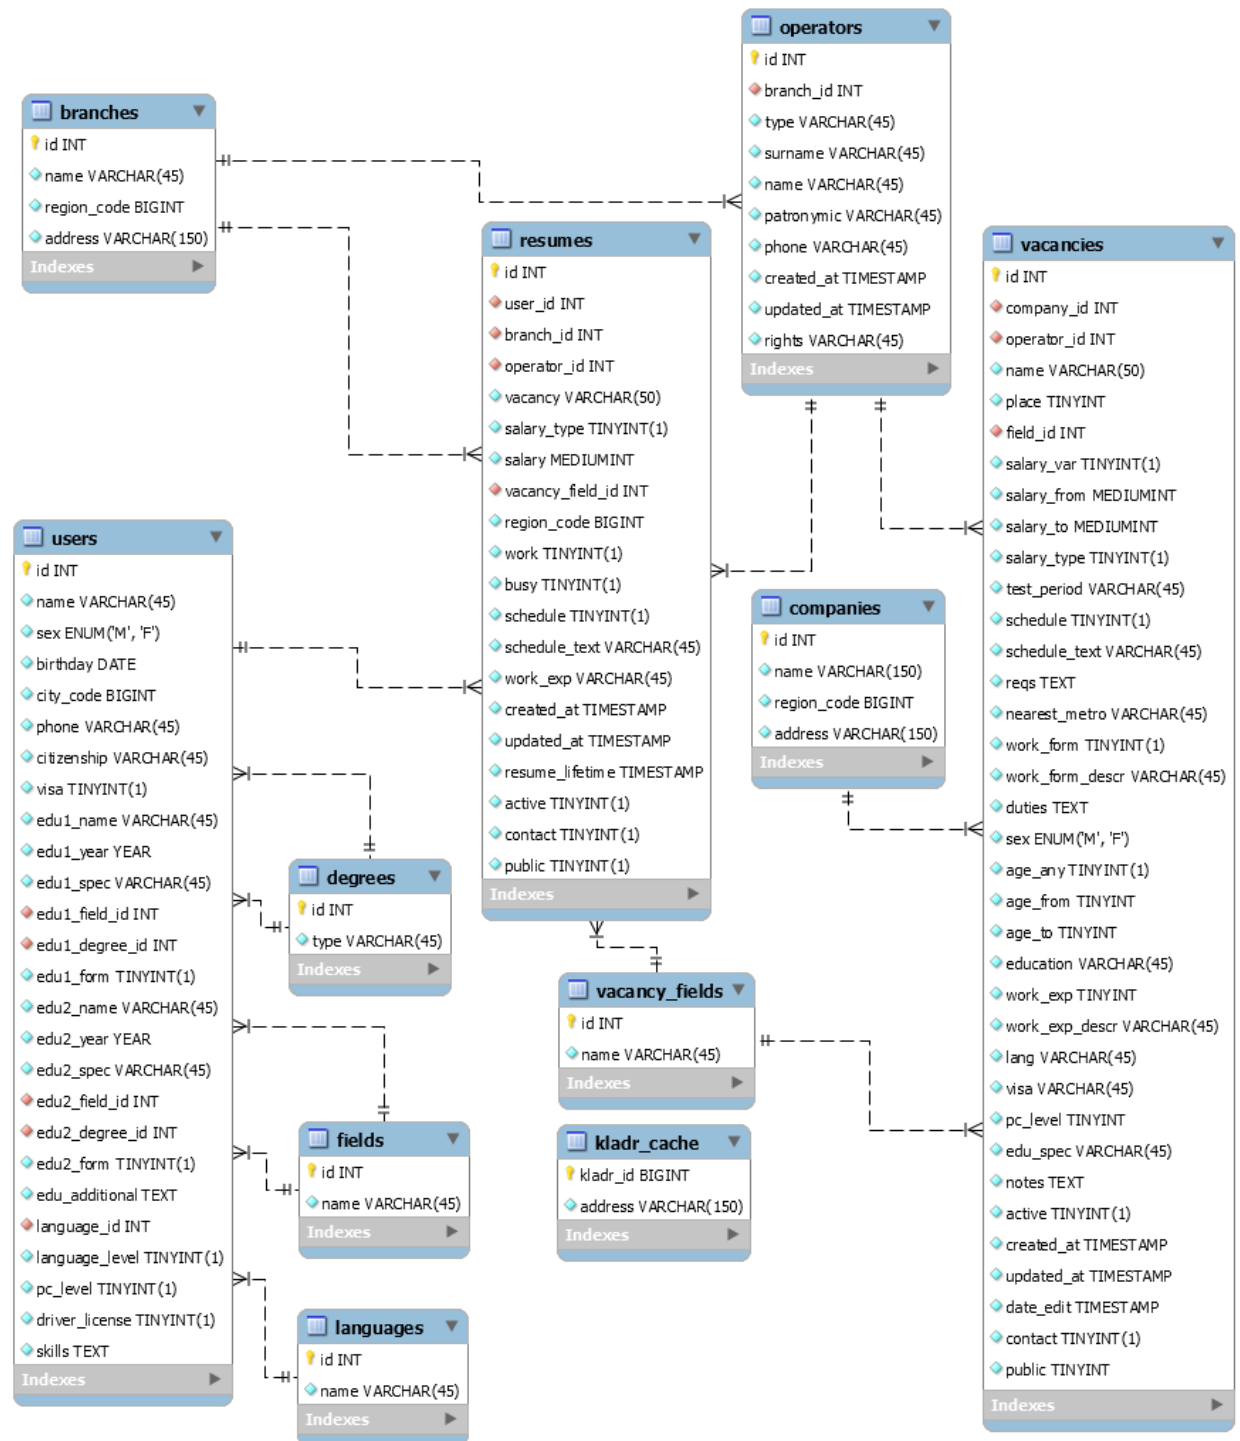 operators
id INT
branch_id INT
type VARCHAR(45)
surname VARCHAR(45)
name VARCHAR(45)
patronymic VARCHAR(45)
phone VARCHAR(45)
created_at TIMESTAMP
updated_at TIMESTAMP
rights VARCHAR(45)
Indexes
branches
id INT
name VARCHAR(45)
region_code BIGINT
address VARCHAR(150)
Indexes
resumes
id INT
user_id INT
branch_id INT
operator_id INT
vacancy VARCHAR(50)
salary_type TINYINT(1)
salary MEDIUMINT
vacancy_field_id INT
region_code BIGINT
work TINYINT(1)
busy TINYINT(1)
schedule TINYINT(1)
schedule_text VARCHAR(45)
work_exp VARCHAR(45)
created_at TIMESTAMP
updated_at TIMESTAMP
resume_lifetime TIMESTAMP
active TINYINT(1)
contact TINYINT(1)
public TINYINT(1)
Indexes
vacancies
id INT
company_id INT
operator_id INT
name VARCHAR(50)
place TINYINT
field_id INT
salary_var TINYINT(1)
salary_from MEDIUMINT
salary_to MEDIUMINT
salary_type TINYINT(1)
test_period VARCHAR(45)
schedule TINYINT(1)
schedule_text VARCHAR(45)
reqs TEXT
nearest_metro VARCHAR(45)
work_form TINYINT(1)
work_form_descr VARCHAR(45)
duties TEXT
sex ENUM('M', 'F')
age_any TINYINT(1)
age_from TINYINT
age_to TINYINT
education VARCHAR(45)
work_exp TINYINT
work_exp_descr VARCHAR(45)
lang VARCHAR(45)
visa VARCHAR(45)
pc_level TINYINT
edu_spec VARCHAR(45)
notes TEXT
active TINYINT(1)
created_at TIMESTAMP
updated_at TIMESTAMP
date_edit TIMESTAMP
contact TINYINT(1)
public TINYINT
Indexes
users
id INT
name VARCHAR(45)
sex ENUM('M', 'F')
birthday DATE
city_code BIGINT
phone VARCHAR(45)
citizenship VARCHAR(45)
visa TINYINT(1)
edu1_name VARCHAR(45)
edu1_year YEAR
edu1_spec VARCHAR(45)
edu1_field_id INT
edu1_degree_id INT
edu1_form TINYINT(1)
edu2_name VARCHAR(45)
edu2_year YEAR
edu2_spec VARCHAR(45)
edu2_field_id INT
edu2_degree_id INT
edu2_form TINYINT(1)
edu_additional TEXT
language_id INT
language_level TINYINT(1)
pc_level TINYINT(1)
driver_license TINYINT(1)
skills TEXT
Indexes
companies
id INT
name VARCHAR(150)
region_code BIGINT
address VARCHAR(150)
Indexes
degrees
id INT
type VARCHAR(45)
Indexes
vacancy_fields
id INT
name VARCHAR(45)
Indexes
fields
id INT
name VARCHAR(45)
Indexes
kladr_cache
kladr_id BIGINT
address VARCHAR(150)
Indexes
languages
id INT
name VARCHAR(45)
Indexes